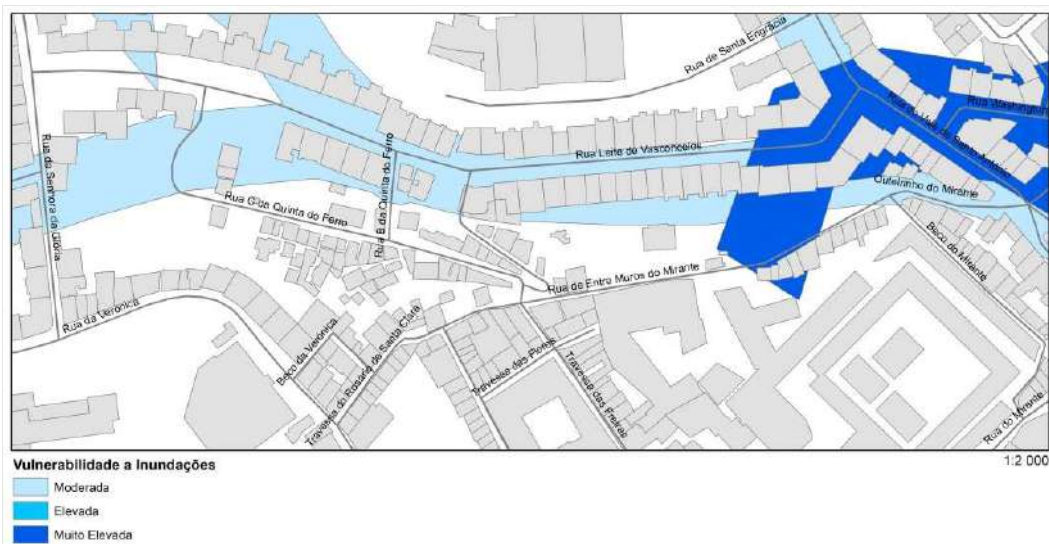 Rua de Santa Engrácia
Rua Washington
Rua do Vale de Santo António
Rua Leite de Vasconcelos
Outeirinho do Mirante
Rua da Senhora da Glória
Rua G da Quinta do Ferro
Rua B da Quinta do Ferro
Beco do Mirante
Rua de Entre Muros do Mirante
Rua da Verónica
Beco da Verónica
Travessa do Rosário de Santa Clara
Travessa das Flores
Travessa das Freiras
Rua do Mirante
1:2 000
Vulnerabilidade a Inundações
Moderada
Elevada
Muito Elevada